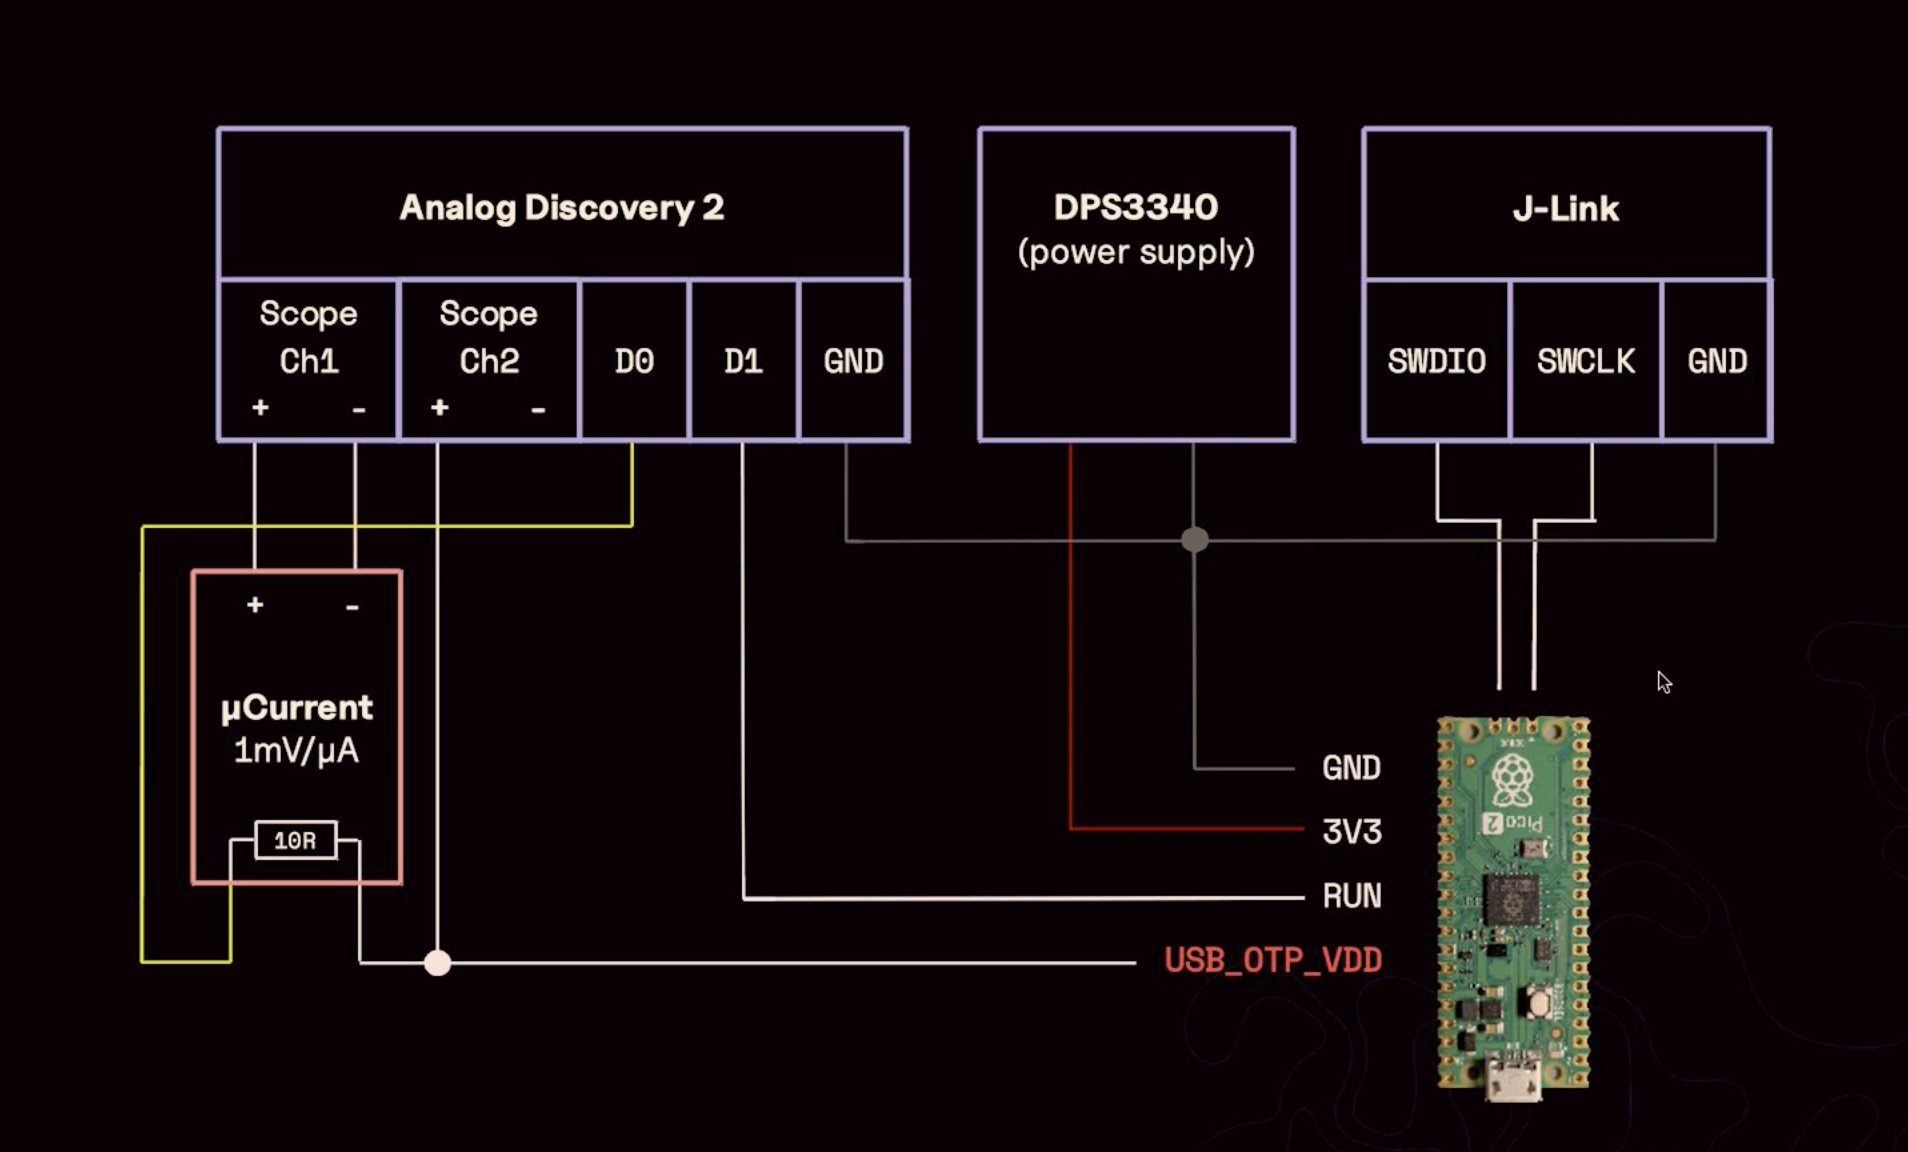 Analog Discovery 2
DPS3340
(power supply)
J-Link
Scope
Ch1
+ -
Scope
Ch2
+ -
D0
D1
GND
SWDIO
SWCLK
GND
+ -
µCurrent
1mV/µA
10R
GND
3V3
RUN
USB_OTP_VDD
Pico 2